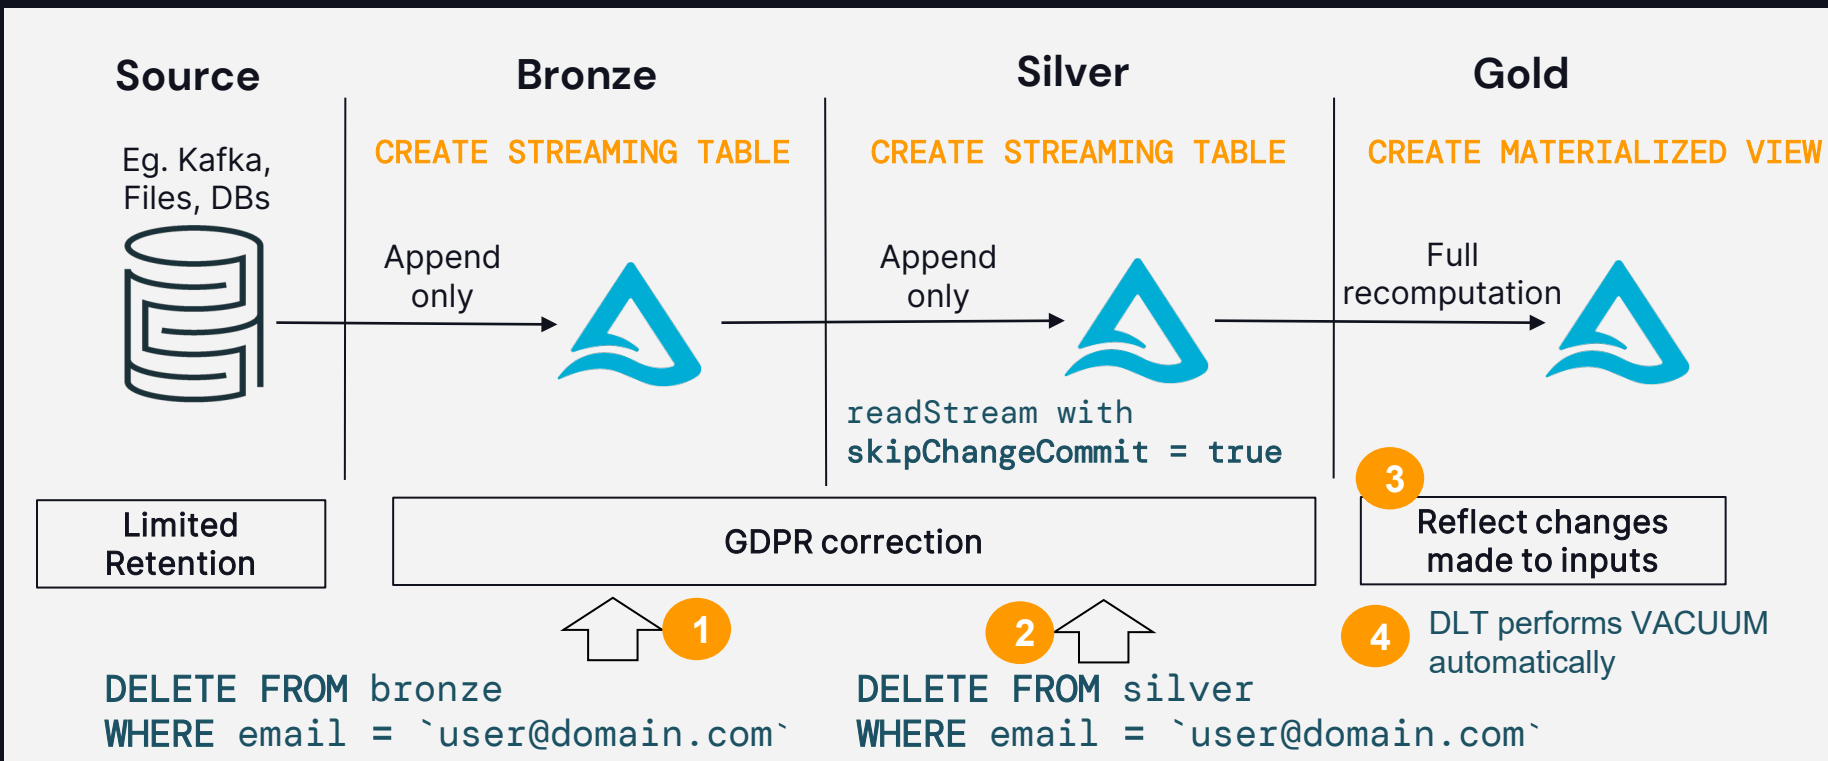 Source
Bronze
Silver
Gold
Eg. Kafka,
Files, DBs
CREATE STREAMING TABLE
CREATE STREAMING TABLE
CREATE MATERIALIZED VIEW
Append
only
Append
only
Full
recomputation
readStream with
skipChangeCommit = true
Limited
Retention
GDPR correction
3
Reflect changes
made to inputs
1
2
4
DLT performs VACUUM
automatically
DELETE FROM bronze
WHERE email = `user@domain.com`
DELETE FROM silver
WHERE email = `user@domain.com`